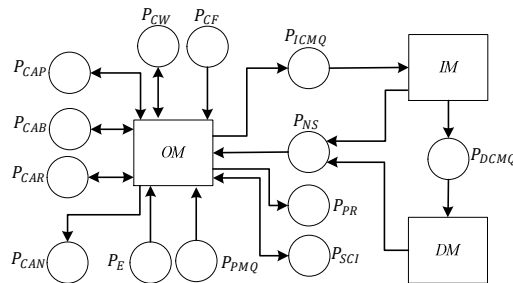 P_CW
P_CF
P_ICMQ
IM
P_CAP
P_CAB
OM
P_NS
P_DCMQ
P_CAR
P_PR
P_CAN
P_E
P_PMQ
P_SCI
DM